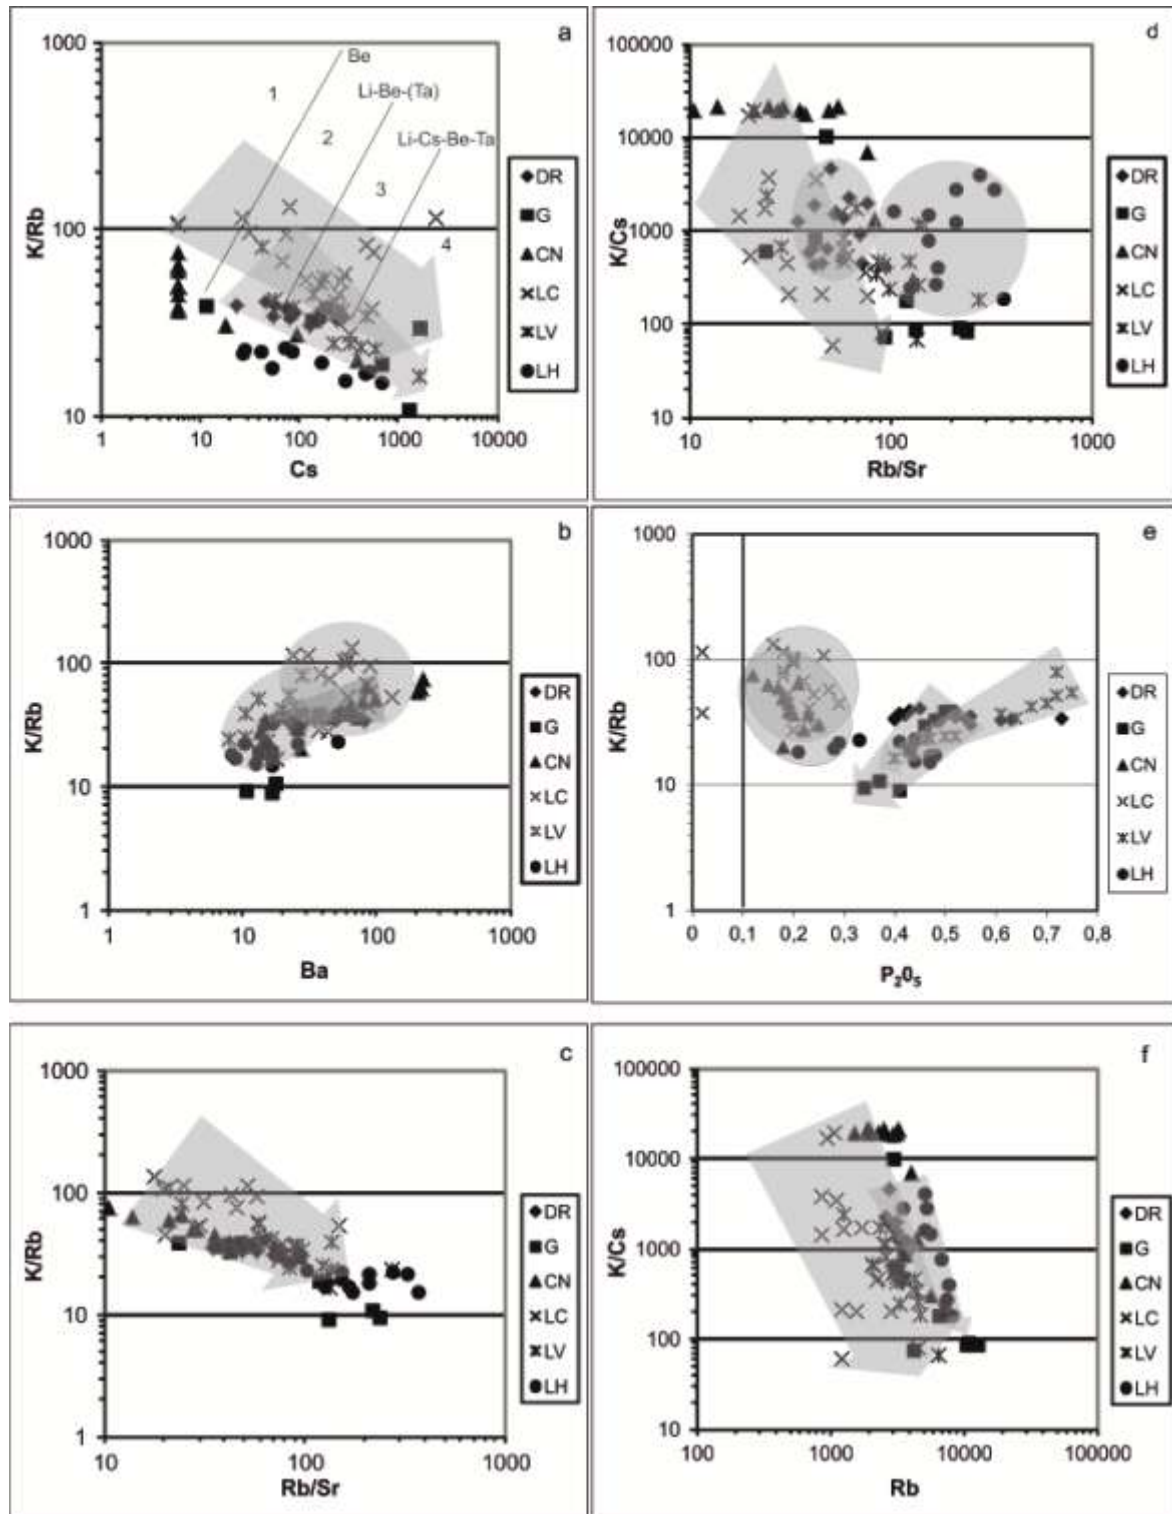 a
1000
100
10
K/Rb
1
10
100
1000
10000
Cs
Be
1
Li-Be-(Ta)
2
Li-Cs-Be-Ta
3
4
DR
G
CN
LC
LV
LH
d
100000
10000
1000
100
10
K/Cs
10
100
1000
Rb/Sr
DR
G
CN
LC
LV
LH
b
1000
100
10
1
K/Rb
1
10
100
1000
Ba
DR
G
CN
LC
LV
LH
e
1000
100
10
1
K/Rb
0
0,1
0,2
0,3
0,4
0,5
0,6
0,7
0,8
P₂0₅
DR
G
CN
LC
LV
LH
c
1000
100
10
1
K/Rb
10
100
1000
Rb/Sr
DR
G
CN
LC
LV
LH
f
100000
10000
1000
100
10
K/Cs
100
1000
10000
100000
Rb
DR
G
CN
LC
LV
LH